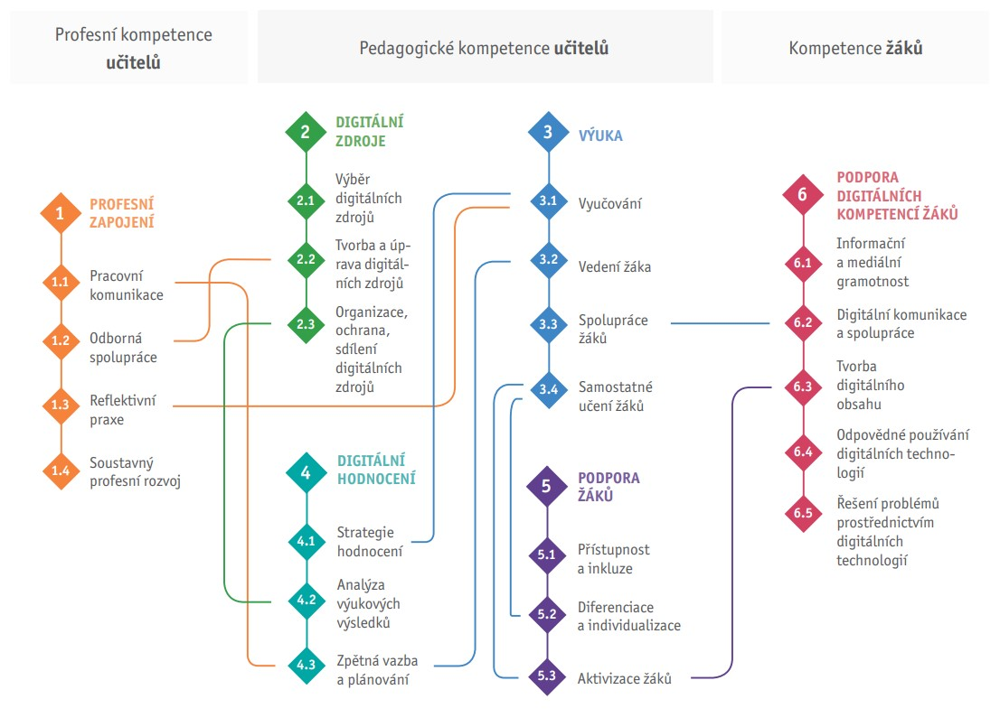 Profesní kompetence
učitelů
Pedagogické kompetence učitelů
Kompetence žáků
1
PROFESNÍ
ZAPOJENÍ
1.1
Pracovní
komunikace
1.2
Odborná
spolupráce
1.3
Reflektivní
praxe
1.4
Soustavný
profesní rozvoj
2
DIGITÁLNÍ
ZDROJE
2.1
Výběr
digitálních
zdrojů
2.2
Tvorba a úp-
rava digitál-
ních zdrojů
2.3
Organizace,
ochrana,
sdílení
digitálních
zdrojů
4
DIGITÁLNÍ
HODNOCENÍ
4.1
Strategie
hodnocení
4.2
Analýza
výukových
výsledků
4.3
Zpětná vazba
a plánování
3
VÝUKA
3.1
Vyučování
3.2
Vedení žáka
3.3
Spolupráce
žáků
3.4
Samostatné
učení žáků
5
PODPORA
ŽÁKŮ
5.1
Přístupnost
a inkluze
5.2
Diferenciace
a individualizace
5.3
Aktivizace žáků
6
PODPORA
DIGITÁLNÍCH
KOMPETENCÍ ŽÁKŮ
6.1
Informační
a mediální
gramotnost
6.2
Digitální komunikace
a spolupráce
6.3
Tvorba
digitálního
obsahu
6.4
Odpovědné používání
digitálních techno-
logií
6.5
Řešení problémů
prostřednictvím
digitálních
technologií